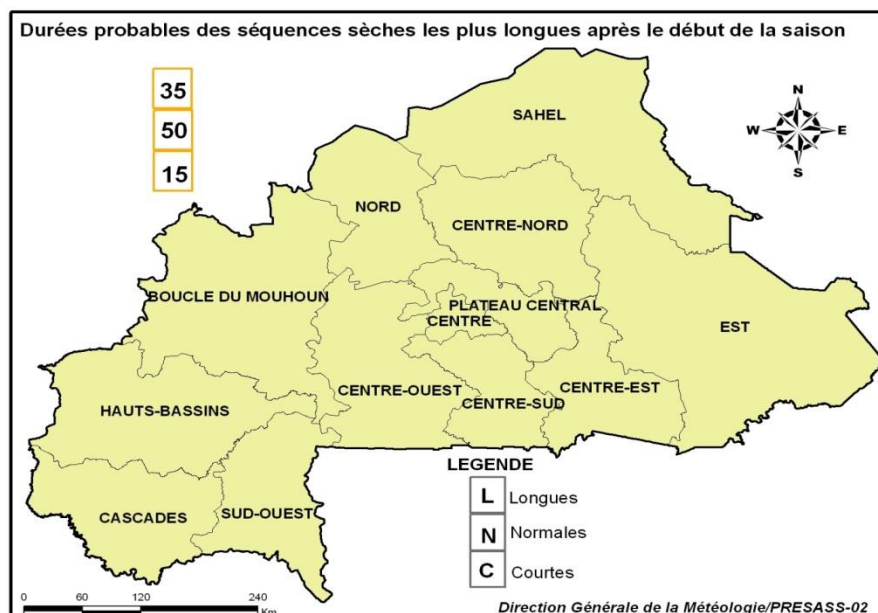 Durées probables des séquences sèches les plus longues après le début de la saison
35
50
15
N
W E
S
SAHEL
NORD
CENTRE-NORD
BOUCLE DU MOUHOUN
PLATEAU CENTRAL
CENTRE
EST
CENTRE-OUEST
CENTRE-EST
CENTRE-SUD
HAUTS-BASSINS
CASCADES
SUD-OUEST
LEGENDE
L Longues
N Normales
C Courtes
0 60 120 240
Km
Direction Générale de la Météologie/PRESASS-02